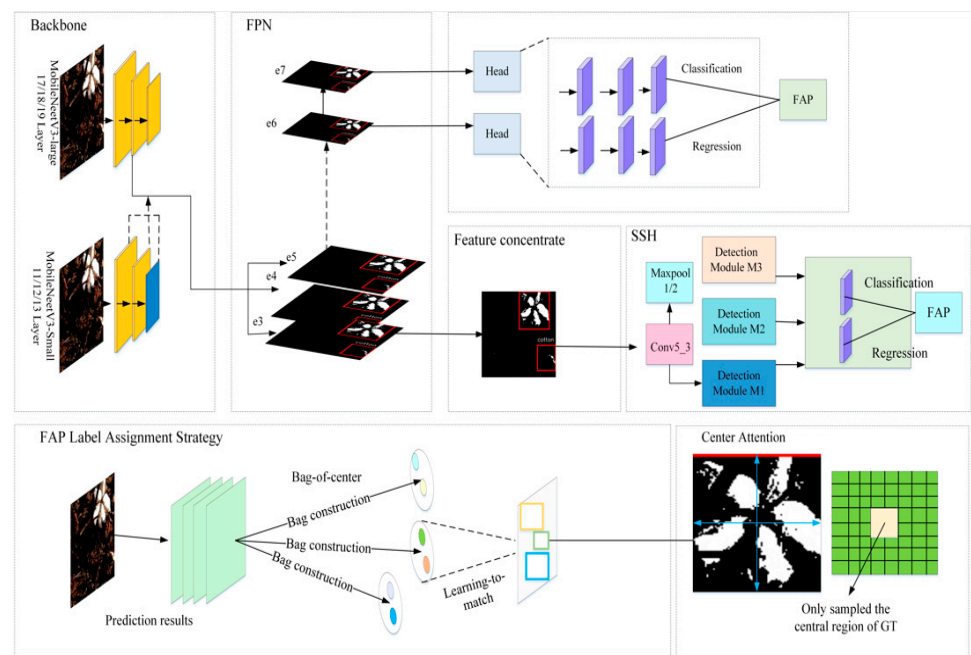 Backbone
MobileNeetV3-large
17/18/19 Layer
MobileNeetV3-Small
11/12/13 Layer
FPN
e7
e6
e5
e4
e3
Head
Head
Classification
Regression
FAP
Feature concentrate
cotton
SSH
Maxpool
1/2
Conv5_3
Detection
Module M3
Detection
Module M2
Detection
Module M1
Classification
Regression
FAP
FAP Label Assignment Strategy
Prediction results
Bag-of-center
Bag construction
Bag construction
Bag construction
Learning-to-
match
Center Attention
Only sampled the
central region of GT